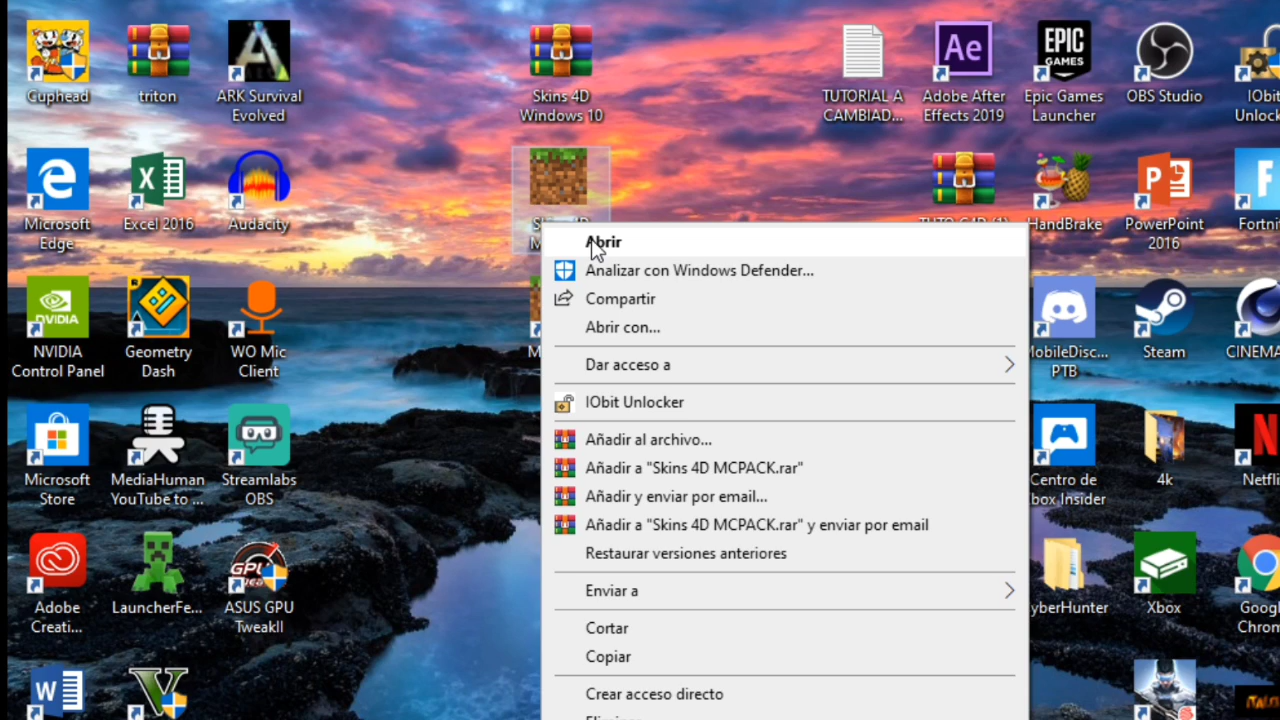 Cuphead
triton
ARK Survival
Evolved
Skins 4D
Windows 10
TUTORIAL A
CAMBIAD...
Ae
Adobe After
Effects 2019
EPIC
GAMES
Epic Games
Launcher
OBS Studio
IObit
Unlock
Microsoft
Edge
Excel 2016
Audacity
HandBrake
P
PowerPoint
2016
F
Fortni
Abrir
Analizar con Windows Defender...
Compartir
Abrir con...
Dar acceso a
IObit Unlocker
Añadir al archivo...
Añadir a "Skins 4D MCPACK.rar"
Añadir y enviar por email...
Añadir a "Skins 4D MCPACK.rar" y enviar por email
Restaurar versiones anteriores
Enviar a
Cortar
Copiar
Crear acceso directo
NVIDIA
NVIDIA
Control Panel
Geometry
Dash
WO Mic
Client
MobileDisc...
PTB
Steam
CINEMA
Microsoft
Store
MediaHuman
YouTube to ...
Streamlabs
OBS
Centro de
box Insider
4k
N
Netfli
Adobe
Creati...
LauncherFe...
GPU
ASUS GPU
TweakII
yberHunter
Xbox
Googl
Chrom
W
V